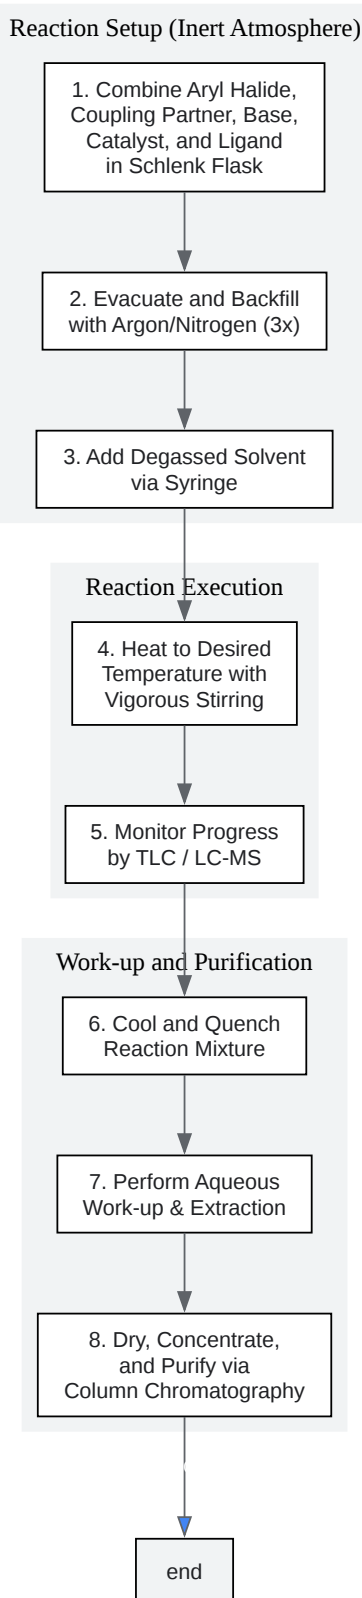 Reaction Setup (Inert Atmosphere)
1. Combine Aryl Halide,
Coupling Partner, Base,
Catalyst, and Ligand
in Schlenk Flask
2. Evacuate and Backfill
with Argon/Nitrogen (3x)
3. Add Degassed Solvent
via Syringe
Reaction Execution
4. Heat to Desired
Temperature with
Vigorous Stirring
5. Monitor Progress
by TLC / LC-MS
Work-up and Purification
6. Cool and Quench
Reaction Mixture
7. Perform Aqueous
Work-up & Extraction
8. Dry, Concentrate,
and Purify via
Column Chromatography
end